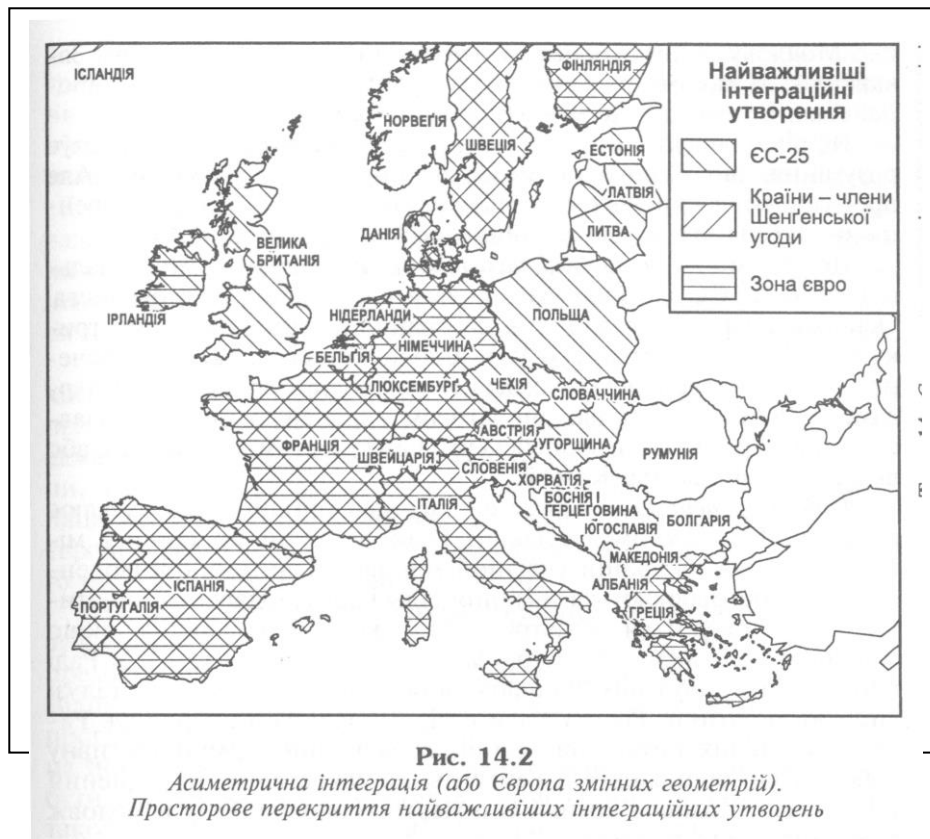 ІСЛАНДІЯ
ФІНЛЯНДІЯ
НОРВЕҐІЯ
ШВЕЦІЯ
ЕСТОНІЯ
ЛАТВІЯ
ЛИТВА
ДАНІЯ
ВЕЛИКА
БРИТАНІЯ
ІРЛАНДІЯ
НІДЕРЛАНДИ
ПОЛЬЩА
НІМЕЧЧИНА
БЕЛЬГІЯ
ЛЮКСЕМБУРГ
ЧЕХІЯ
СЛОВАЧЧИНА
ФРАНЦІЯ
АВСТРІЯ
УГОРЩИНА
ШВЕЙЦАРІЯ
РУМУНІЯ
СЛОВЕНІЯ
ХОРВАТІЯ
ІТАЛІЯ
БОСНІЯ І
ГЕРЦЕГОВИНА
ЮГОСЛАВІЯ
БОЛГАРІЯ
МАКЕДОНІЯ
АЛБАНІЯ
ІСПАНІЯ
ПОРТУГАЛІЯ
ГРЕЦІЯ
Найважливіші
інтеграційні
утворення
ЄС-25
Країни – члени
Шенґенської
угоди
Зона євро
Рис. 14.2
Асиметрична інтеграція (або Європа змінних геометрій).
Просторове перекриття найважливіших інтеграційних утворень